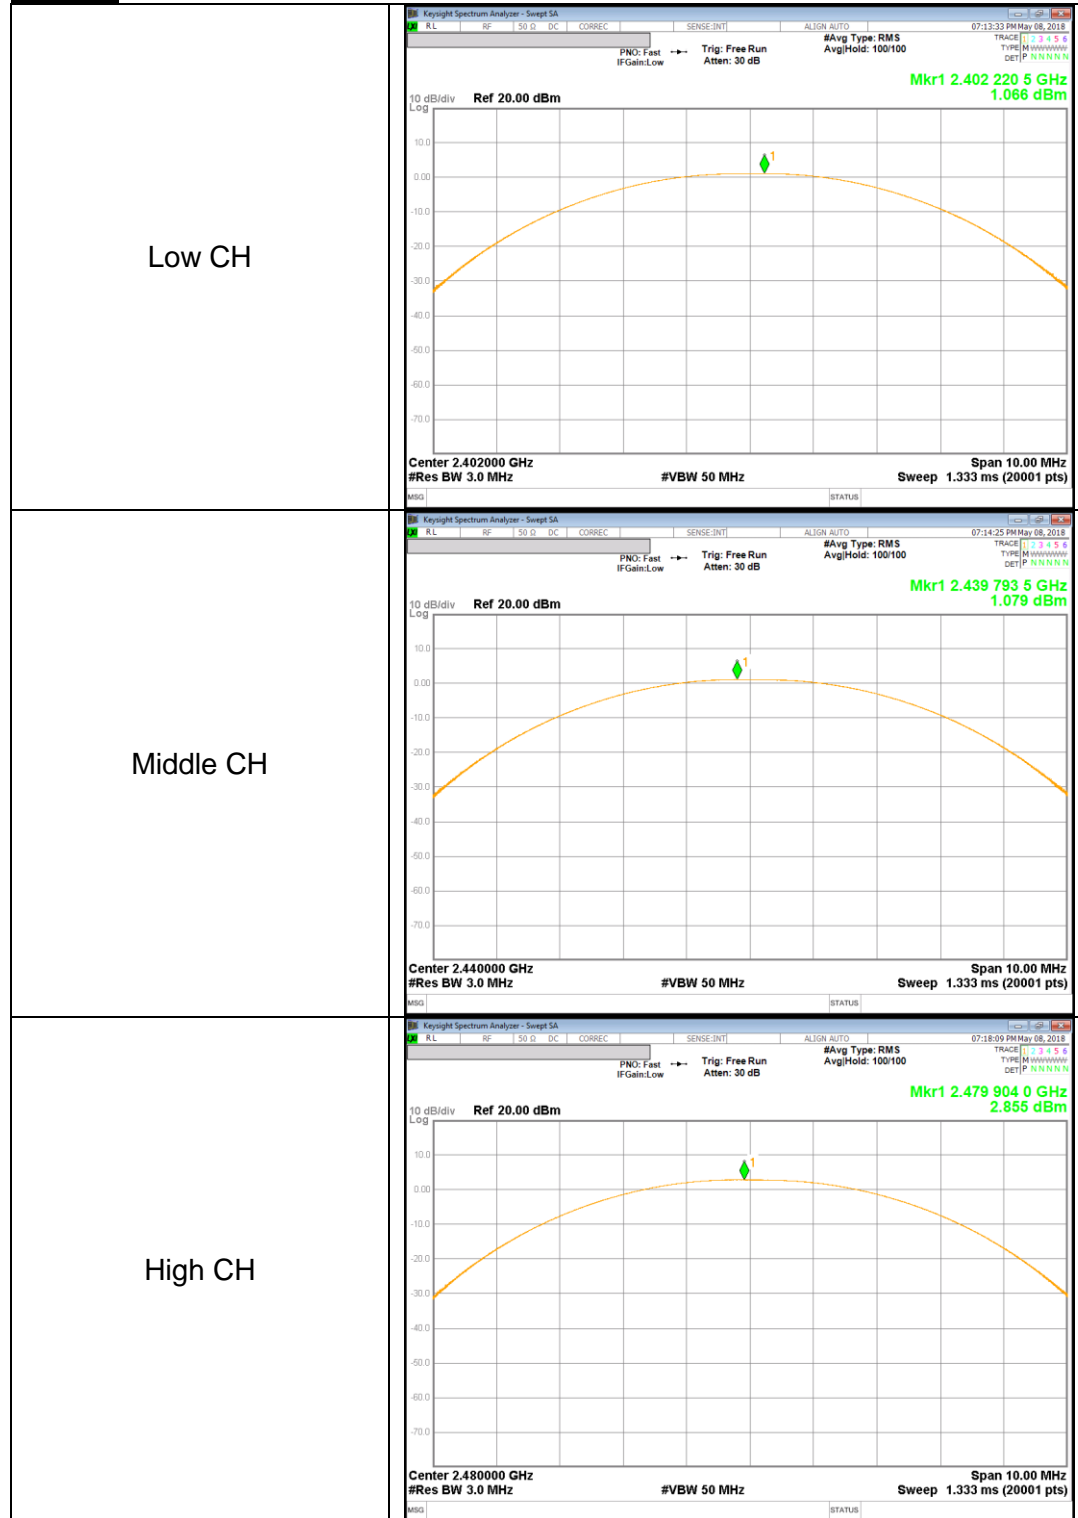 Low CH
Keysight Spectrum Analyzer - Swept SA
RL RF 50 Ω DC CORREC SENSE:INT ALIGN AUTO 07:13:33 PM May 08, 2018
#Avg Type: RMS TRACE 1 2 3 4 5 6
PNO: Fast Trig: Free Run Avg|Hold: 100/100 TYPE M WWWWW
IFGain:Low Atten: 30 dB DET P N N N N N
Mkr1 2.402 220 5 GHz
10 dB/div Ref 20.00 dBm 1.066 dBm
Log
10.0
1
0.00
-10.0
-20.0
-30.0
-40.0
-50.0
-60.0
-70.0
Center 2.402000 GHz Span 10.00 MHz
#Res BW 3.0 MHz #VBW 50 MHz Sweep 1.333 ms (20001 pts)
MSG STATUS
Middle CH
Keysight Spectrum Analyzer - Swept SA
RL RF 50 Ω DC CORREC SENSE:INT ALIGN AUTO 07:14:25 PM May 08, 2018
#Avg Type: RMS TRACE 1 2 3 4 5 6
PNO: Fast Trig: Free Run Avg|Hold: 100/100 TYPE M WWWWW
IFGain:Low Atten: 30 dB DET P N N N N N
Mkr1 2.439 793 5 GHz
10 dB/div Ref 20.00 dBm 1.079 dBm
Log
10.0
1
0.00
-10.0
-20.0
-30.0
-40.0
-50.0
-60.0
-70.0
Center 2.440000 GHz Span 10.00 MHz
#Res BW 3.0 MHz #VBW 50 MHz Sweep 1.333 ms (20001 pts)
MSG STATUS
High CH
Keysight Spectrum Analyzer - Swept SA
RL RF 50 Ω DC CORREC SENSE:INT ALIGN AUTO 07:18:09 PM May 08, 2018
#Avg Type: RMS TRACE 1 2 3 4 5 6
PNO: Fast Trig: Free Run Avg|Hold: 100/100 TYPE M WWWWW
IFGain:Low Atten: 30 dB DET P N N N N N
Mkr1 2.479 904 0 GHz
10 dB/div Ref 20.00 dBm 2.855 dBm
Log
10.0
1
0.00
-10.0
-20.0
-30.0
-40.0
-50.0
-60.0
-70.0
Center 2.480000 GHz Span 10.00 MHz
#Res BW 3.0 MHz #VBW 50 MHz Sweep 1.333 ms (20001 pts)
MSG STATUS